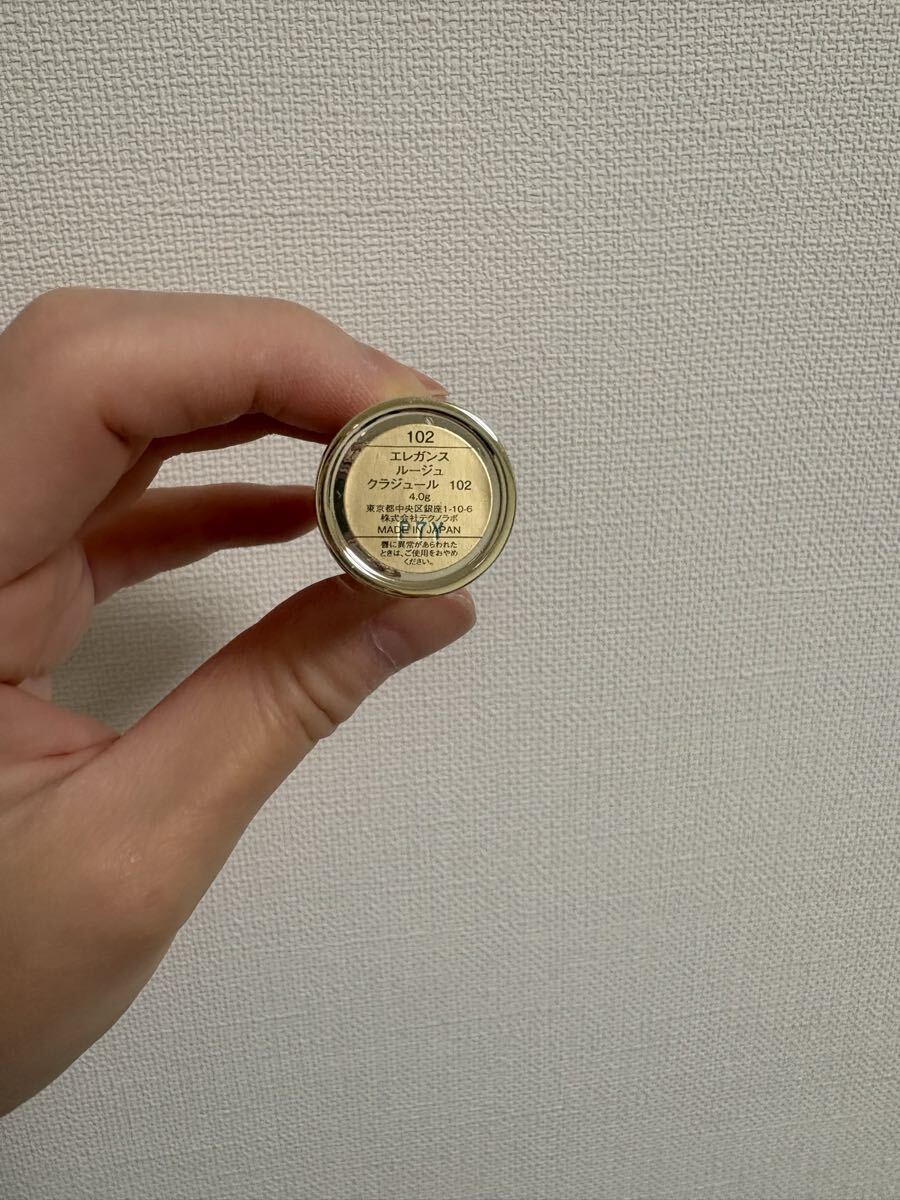 102
エレガンス
ルージュ
クラジュール 102
4.0g
東京都中央区銀座1-10-6
株式会社テクノラボ
MADE IN JAPAN
P7Y
唇に異常があらわれた
ときは、ご使用をおやめ
ください。